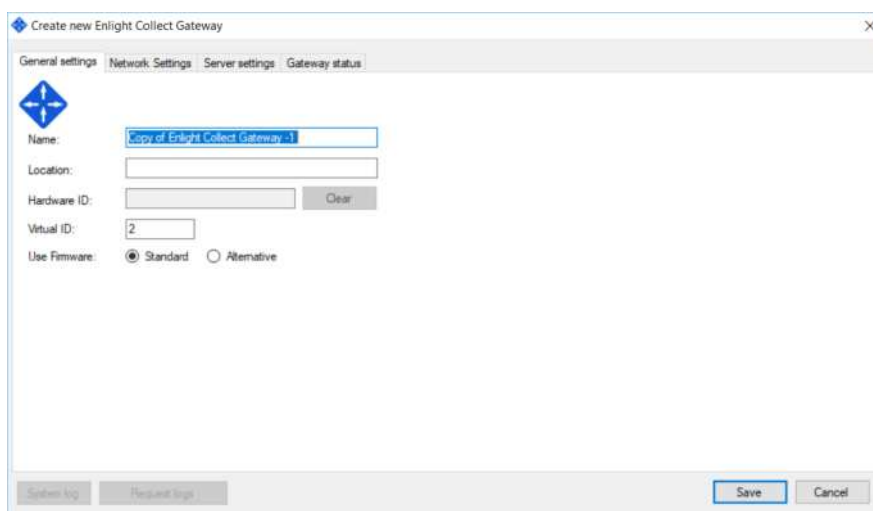 Create new Enlight Collect Gateway
General settings Network Settings Server settings Gateway status
Name: Copy of Enlight Collect Gateway -1
Location:
Hardware ID: Clear
Virtual ID: 2
Use Firmware: Standard Alternative
System log Request logs Save Cancel